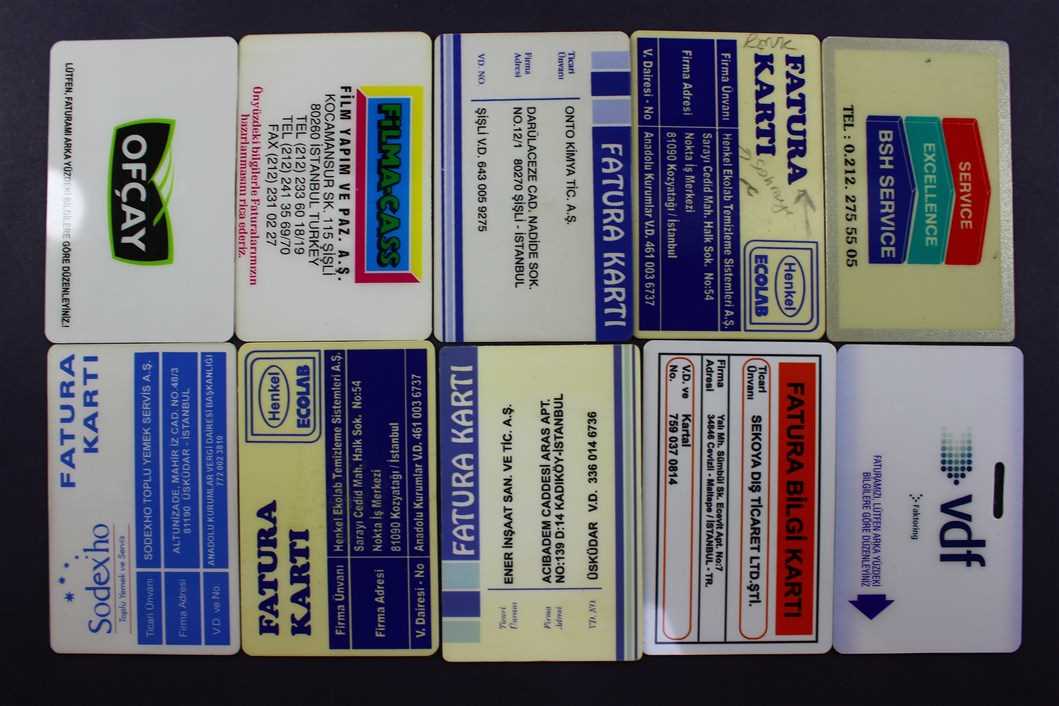 OFÇAY
LÜTFEN, FATURAMI ARKA YÜZDEKİ BİLGİLERE GÖRE DÜZENLEYİNİZ.!
FİLMA-CASS
FİLM YAPIM VE PAZ. A.Ş.
KOCAMANSUR SK. 115 ŞİŞLİ
80260 İSTANBUL TURKEY
TEL (212) 233 60 18/19
TEL (212) 241 35 69/70
FAX (212) 231 02 27
Önyüzdeki bilgilerle Faturalarımızın
hazırlanmasını rica ederiz.
FATURA KARTI
Ticari
Ünvanı
ONTO KİMYA TİC. A.Ş.
Firma
Adresi
DARÜLACEZE CAD. NADİDE SOK.
NO.12/1 80270 ŞİŞLİ - İSTANBUL
VD. NO.
ŞİŞLİ V.D. 643 005 9275
FATURA
KARTI
Henkel
ECOLAB
Firma Ünvanı
Henkel Ekolab Temizleme Sistemleri A.Ş.
Firma Adresi
Sarayı Cedid Mah. Halk Sok. No:54
Nokta İş Merkezi
81090 Kozyatağı / İstanbul
V. Dairesi - No
Anadolu Kurumlar V.D. 461 003 6737
SERVICE
EXCELLENCE
BSH SERVICE
TEL : 0.212. 275 55 05
FATURA
KARTI
Sodexho
Toplu Yemek ve Servis
Ticari Ünvanı
SODEXHO TOPLU YEMEK SERVİS A.Ş.
Firma Adresi
ALTUNİZADE, MAHİR İZ CAD. NO.48/3
81190 ÜSKÜDAR - İSTANBUL
V.D. ve No.
ANADOLU KURUMLAR VERGİ DAİRESİ BAŞKANLIĞI
772 002 3819
Henkel
ECOLAB
FATURA
KARTI
Firma Ünvanı
Henkel Ekolab Temizleme Sistemleri A.Ş.
Firma Adresi
Sarayı Cedid Mah. Halk Sok. No:54
Nokta İş Merkezi
81090 Kozyatağı / İstanbul
V. Dairesi - No
Anadolu Kurumlar V.D. 461 003 6737
FATURA KARTI
Ticari
ENER İNŞAAT SAN. VE TİC. A.Ş.
Firma
Adresi
ACIBADEM CADDESİ ARAS APT.
NO:139 D:14 KADIKÖY-İSTANBUL
VD. NO.
ÜSKÜDAR V.D. 336 014 6736
FATURA BİLGİ KARTI
Ticari
Ünvanı
SEKOYA DIŞ TİCARET LTD.ŞTİ.
Firma
Adresi
Yalı Mh. Sümbül Sk. Ecevit Apt. No:7
34846 Cevizli - Maltepe / İSTANBUL - TR.
V.D. ve
No.
Kartal
759 037 0814
vdf
Faktoring
FATURAMIZI, LÜTFEN ARKA YÜZDEKİ
BİLGİLERE GÖRE DÜZENLEYİNİZ